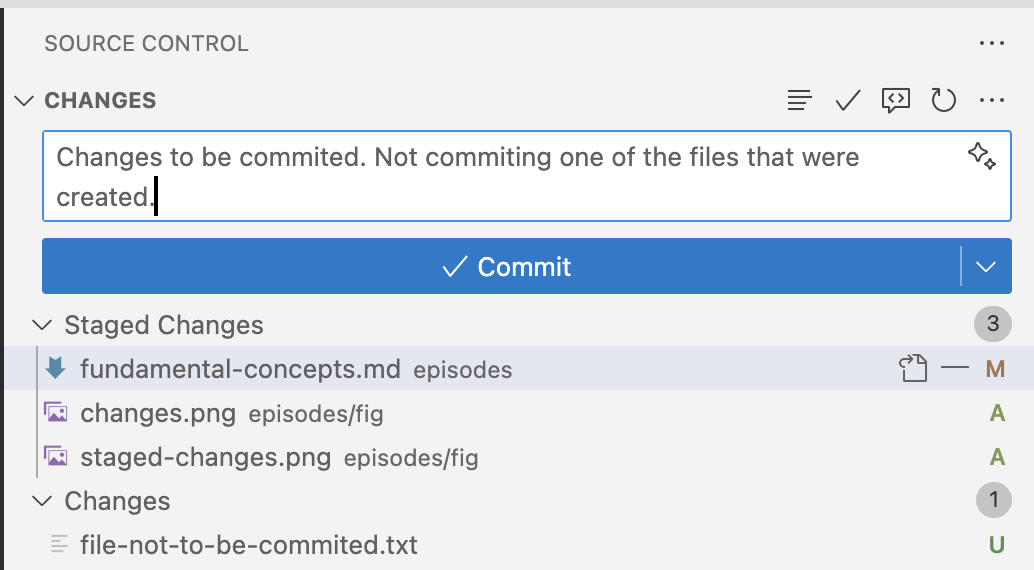 SOURCE CONTROL
CHANGES
Changes to be commited. Not commiting one of the files that were
created.
Commit
Staged Changes 3
fundamental-concepts.md episodes M
changes.png episodes/fig A
staged-changes.png episodes/fig A
Changes 1
file-not-to-be-commited.txt U